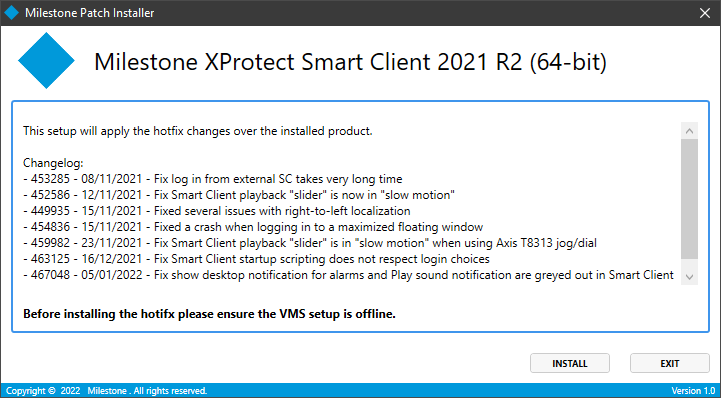 Milestone Patch Installer
Milestone XProtect Smart Client 2021 R2 (64-bit)
This setup will apply the hotfix changes over the installed product.
Changelog:
- 453285 - 08/11/2021 - Fix log in from external SC takes very long time
- 452586 - 12/11/2021 - Fix Smart Client playback "slider" is now in "slow motion"
- 449935 - 15/11/2021 - Fixed several issues with right-to-left localization
- 454836 - 15/11/2021 - Fixed a crash when logging in to a maximized floating window
- 459982 - 23/11/2021 - Fix Smart Client playback "slider" is in "slow motion" when using Axis T8313 jog/dial
- 463125 - 16/12/2021 - Fix Smart Client startup scripting does not respect login choices
- 467048 - 05/01/2022 - Fix show desktop notification for alarms and Play sound notification are greyed out in Smart Client
Before installing the hotifx please ensure the VMS setup is offline.
INSTALL EXIT
Copyright © 2022 Milestone . All rights reserved. Version 1.0